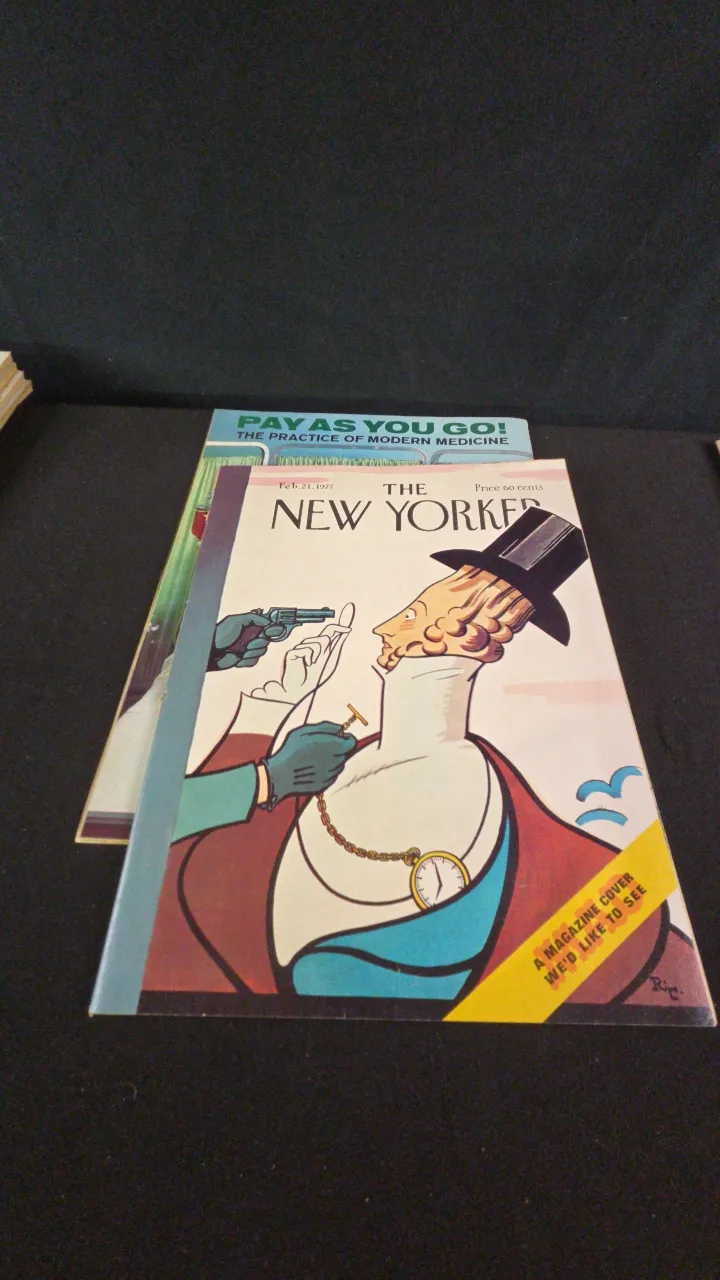 PAY AS YOU GO!
THE PRACTICE OF MODERN MEDICINE
Feb. 21, 1977
THE
Price 60 cents
NEW YORKER
A MAGAZINE COVER
WE'D LIKE TO SEE